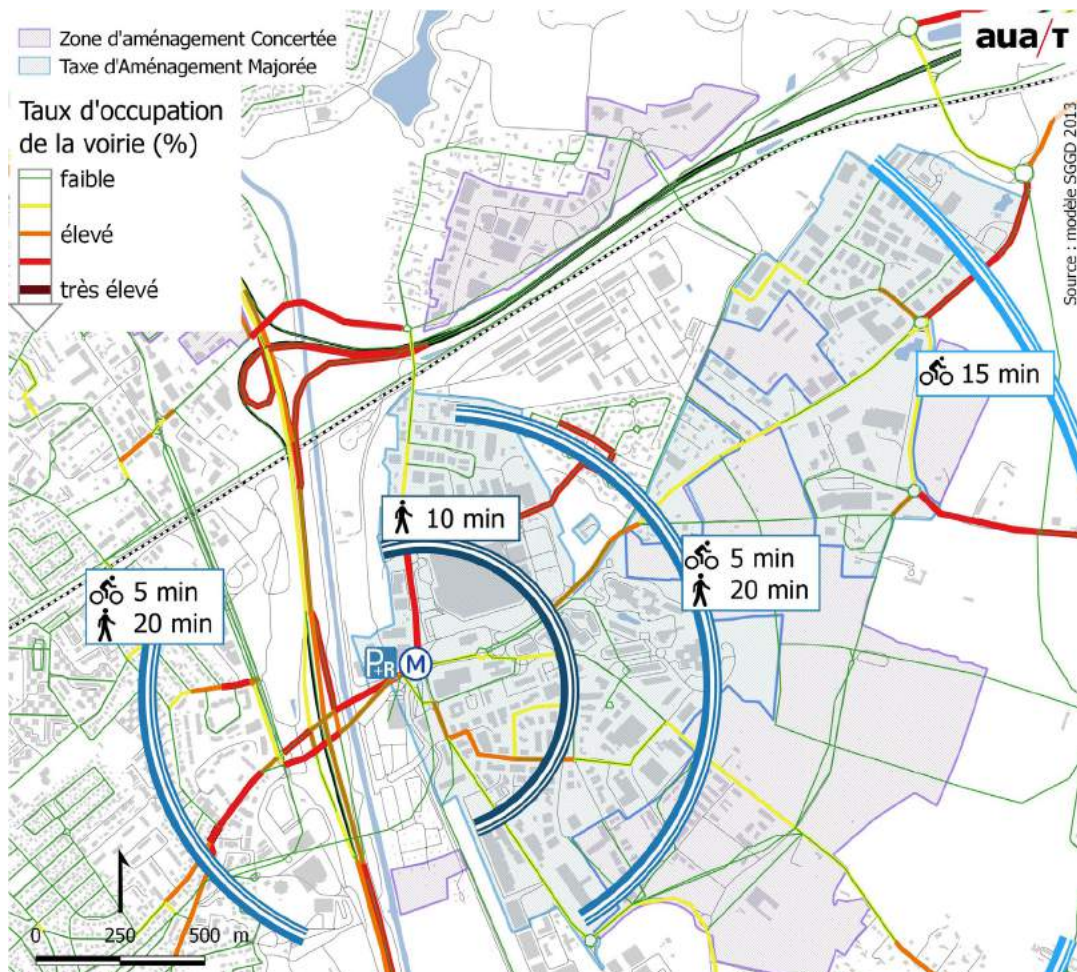 Zone d'aménagement Concertée
Taxe d'Aménagement Majorée
Taux d'occupation
de la voirie (%)
faible
élevé
très élevé
aua/T
Source : modèle SGGD 2013
15 min
10 min
5 min
20 min
5 min
20 min
P+R
M
0 250 500 m